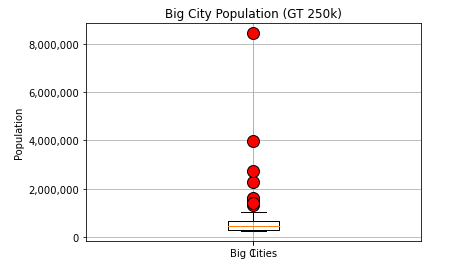 Big City Population (GT 250k)
8,000,000
6,000,000
4,000,000
2,000,000
0
Population
Big Cities
1